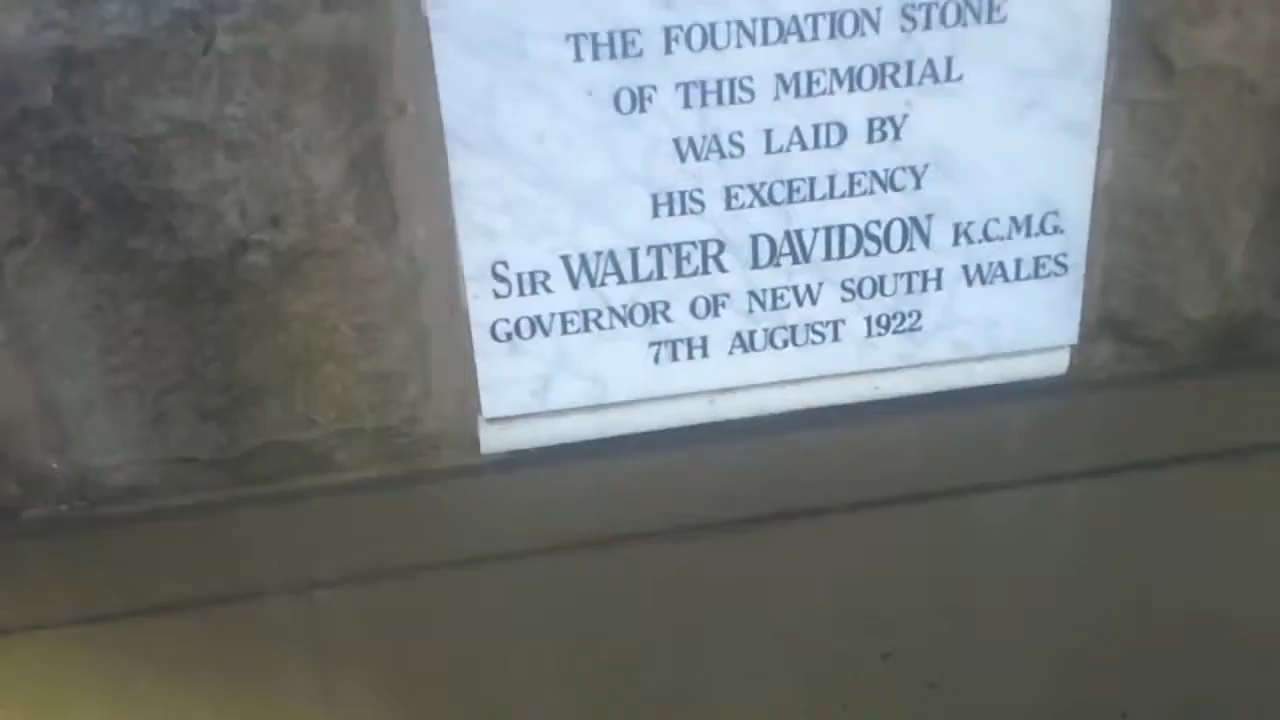 THE FOUNDATION STONE
OF THIS MEMORIAL
WAS LAID BY
HIS EXCELLENCY
SIR WALTER DAVIDSON K.C.M.G.
GOVERNOR OF NEW SOUTH WALES
7TH AUGUST 1922